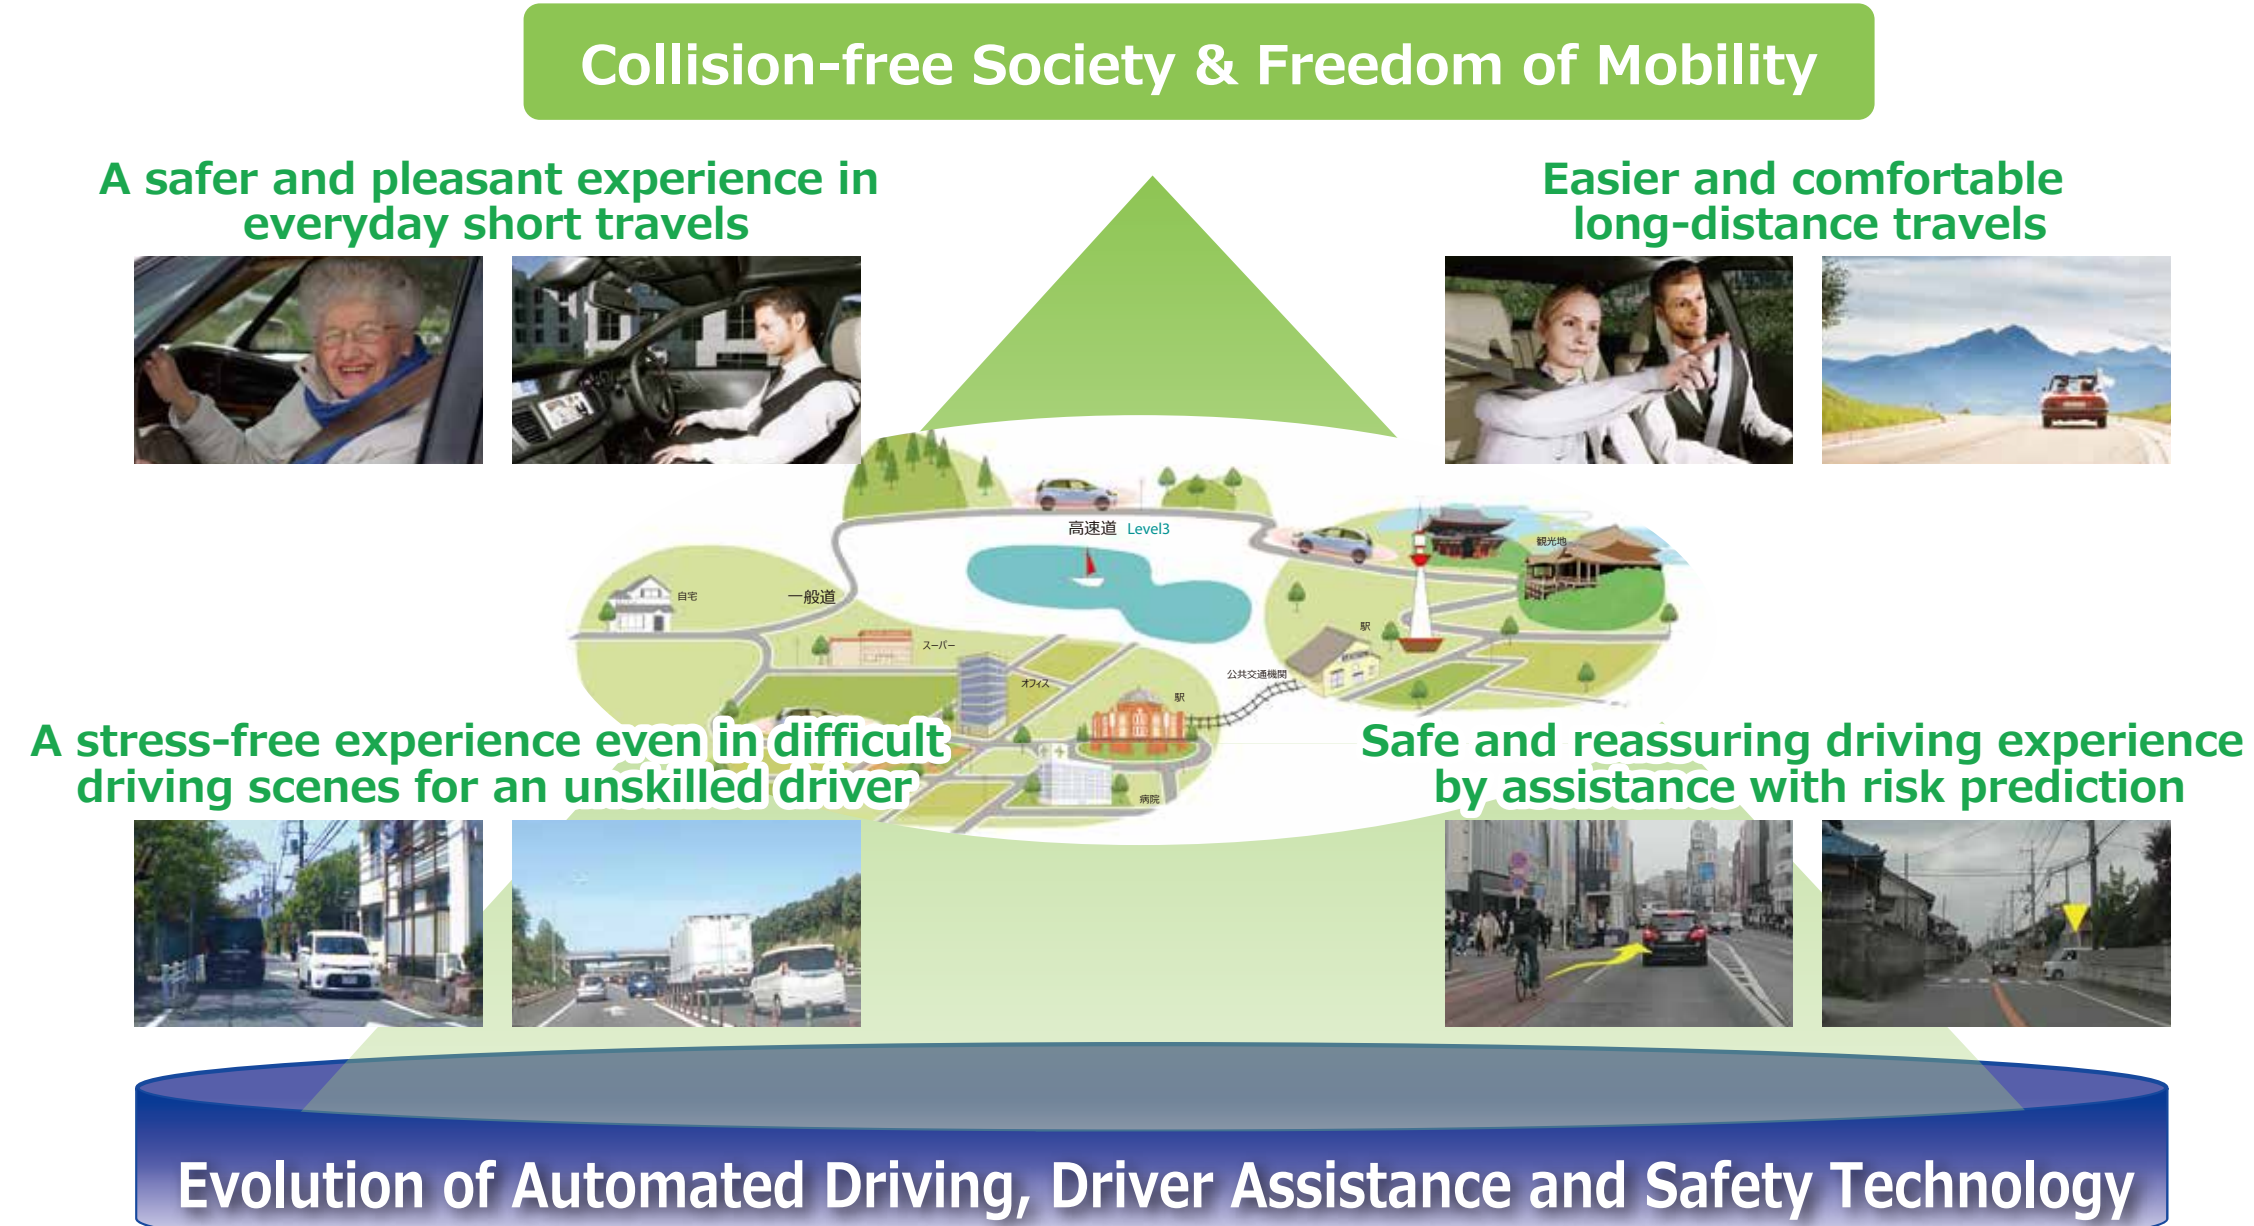 Collision-free Society & Freedom of Mobility
A safer and pleasant experience in
everyday short travels
Easier and comfortable
long-distance travels
高速道 Level3
観光地
自宅
一般道
スーパー
駅
オフィス
公共交通機関
駅
病院
A stress-free experience even in difficult
driving scenes for an unskilled driver
Safe and reassuring driving experience
by assistance with risk prediction
Evolution of Automated Driving, Driver Assistance and Safety Technology